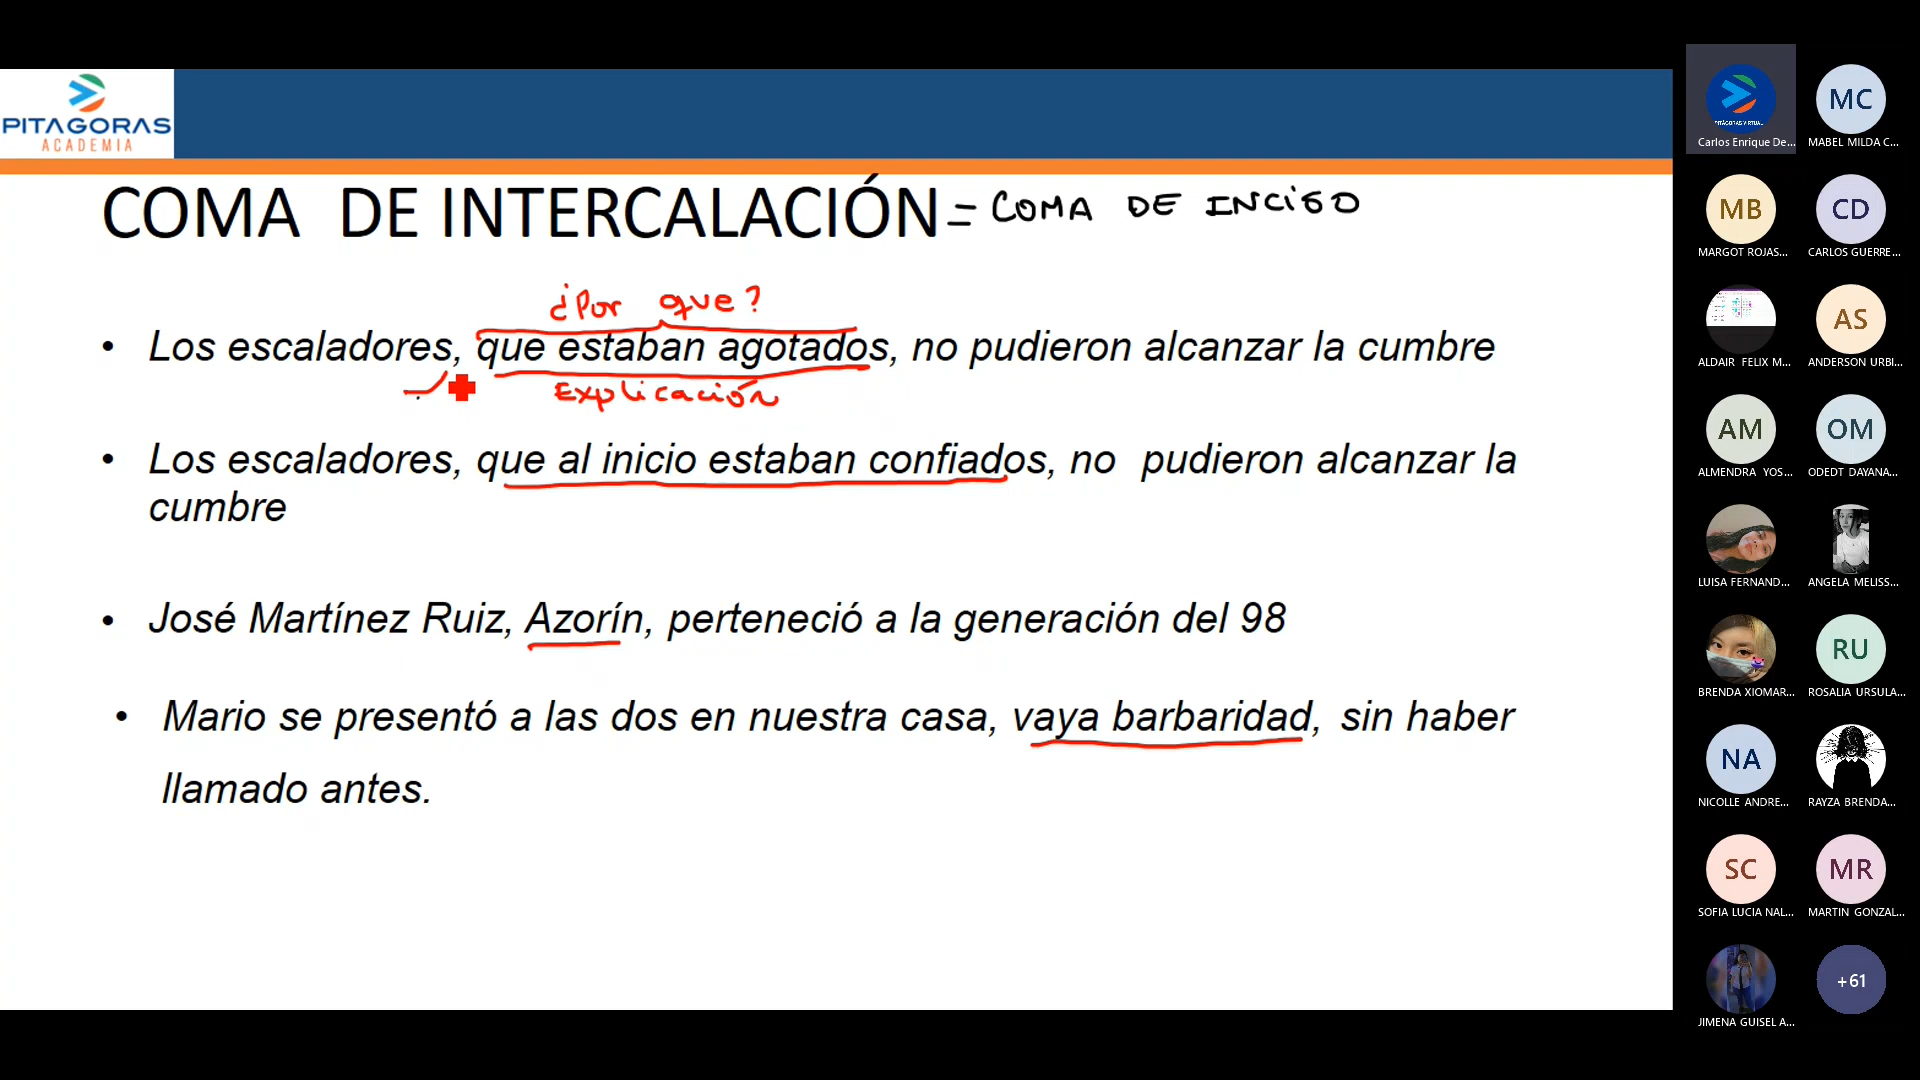 PITAGORAS
ACADEMIA
COMA DE INTERCALACIÓN = COMA DE INCISO
¿Por que?
• Los escaladores, que estaban agotados, no pudieron alcanzar la cumbre
Explicación
• Los escaladores, que al inicio estaban confiados, no pudieron alcanzar la
cumbre
• José Martínez Ruiz, Azorín, perteneció a la generación del 98
• Mario se presentó a las dos en nuestra casa, vaya barbaridad, sin haber
llamado antes.
PITÁGORAS VIRTUAL
MC
Carlos Enrique De...
MABEL MILDA C...
MB
CD
MARGOT ROJAS...
CARLOS GUERRE...
AS
ALDAIR FELIX M...
ANDERSON URBI...
AM
OM
ALMENDRA YOS...
ODEDT DAYANA...
LUISA FERNAND...
ANGELA MELISS...
RU
BRENDA XIOMAR...
ROSALIA URSULA...
NA
NICOLLE ANDRE...
RAYZA BRENDA...
SC
MR
SOFIA LUCIA NAL...
MARTIN GONZAL...
+61
JIMENA GUISEL A...